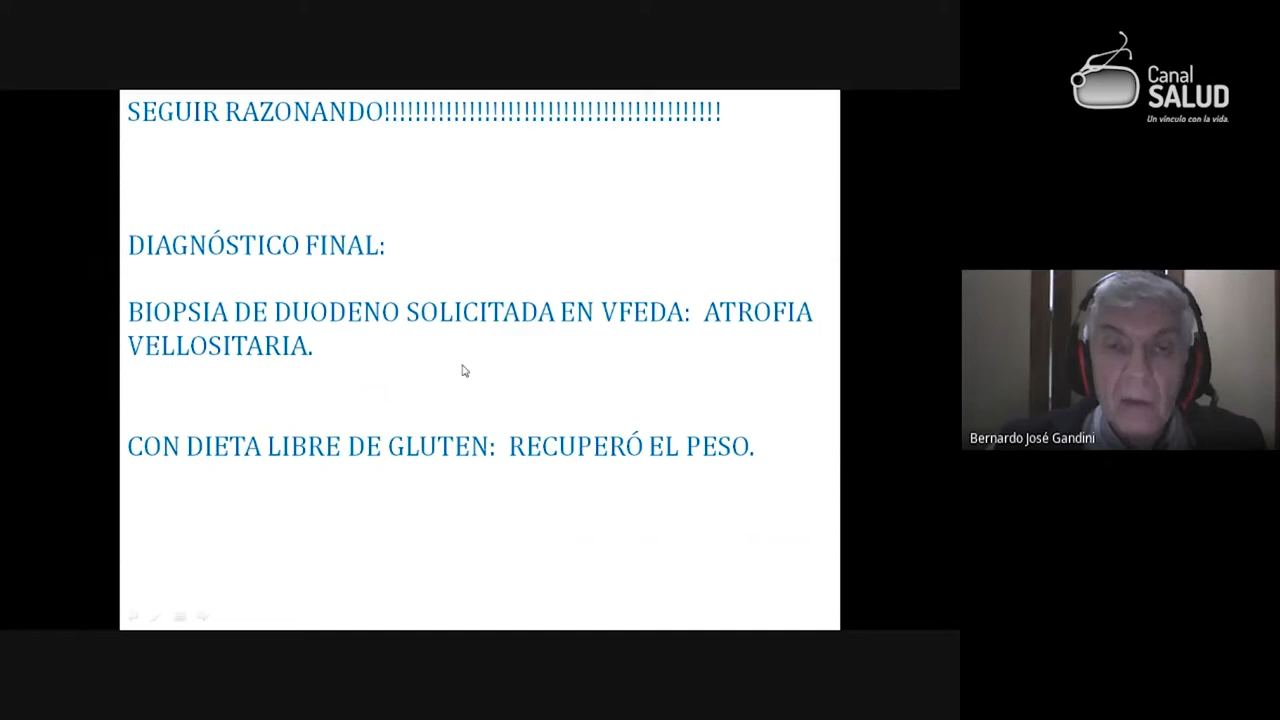 SEGUIR RAZONANDO!!!!!!!!!!!!!!!!!!!!!!!!!!!!!!!!!!!!!!!!!!!!
DIAGNÓSTICO FINAL:
BIOPSIA DE DUODENO SOLICITADA EN VFEDA: ATROFIA
VELLOSITARIA.
CON DIETA LIBRE DE GLUTEN: RECUPERÓ EL PESO.
Canal
SALUD
Un vínculo con la vida.
Bernardo José Gandini